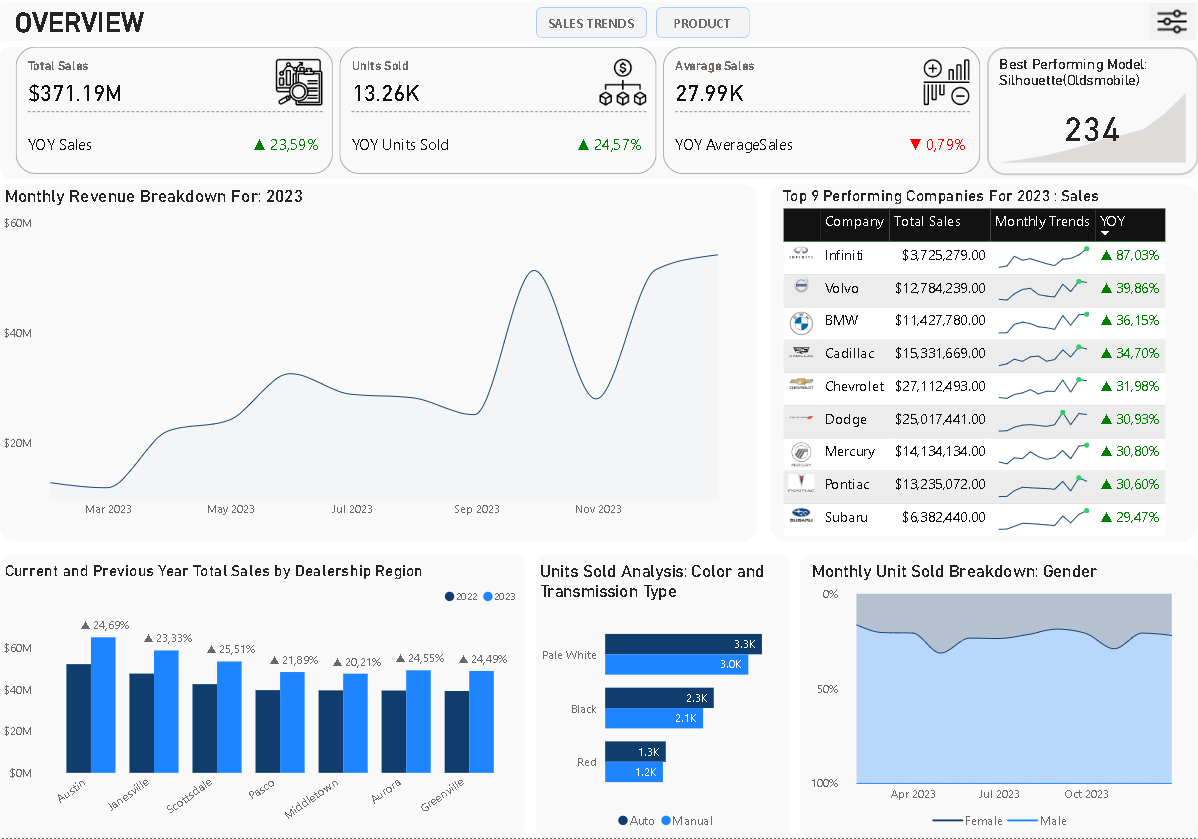 OVERVIEW
SALES TRENDS
PRODUCT
Total Sales
$371.19M
YOY Sales
▲ 23,59%
Units Sold
13.26K
YOY Units Sold
▲ 24,57%
Average Sales
27.99K
YOY AverageSales
▼ 0,79%
Best Performing Model:
Silhouette(Oldsmobile)
234
Monthly Revenue Breakdown For: 2023
$60M
$40M
$20M
Mar 2023 May 2023 Jul 2023 Sep 2023 Nov 2023
Top 9 Performing Companies For 2023 : Sales
Company Total Sales Monthly Trends YOY
INFINITI Infiniti $3,725,279.00 ▲ 87,03%
Volvo $12,784,239.00 ▲ 39,86%
BMW $11,427,780.00 ▲ 36,15%
CADILLAC Cadillac $15,331,669.00 ▲ 34,70%
CHEVROLET Chevrolet $27,112,493.00 ▲ 31,98%
Dodge $25,017,441.00 ▲ 30,93%
MERCURY Mercury $14,134,134.00 ▲ 30,80%
PONTIAC Pontiac $13,235,072.00 ▲ 30,60%
SUBARU Subaru $6,382,440.00 ▲ 29,47%
Current and Previous Year Total Sales by Dealership Region
2022 2023
▲ 24,69%
▲ 23,33%
▲ 25,51%
▲ 21,89%
▲ 20,21%
▲ 24,55%
▲ 24,49%
$60M
$40M
$20M
$0M
Austin Janesville Scottsdale Pasco Middletown Aurora Greenville
Units Sold Analysis: Color and
Transmission Type
Pale White 3.3K
3.0K
Black 2.3K
2.1K
Red 1.3K
1.2K
Auto Manual
Monthly Unit Sold Breakdown: Gender
0%
50%
100%
Apr 2023 Jul 2023 Oct 2023
Female Male